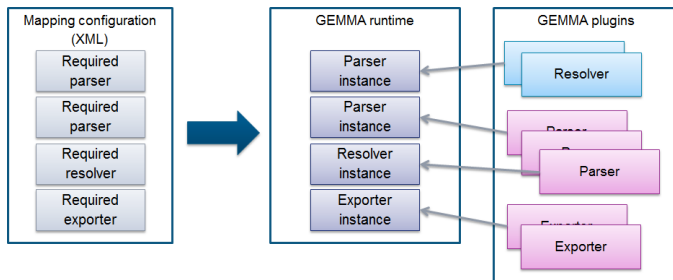 Mapping configuration
(XML)
Required
parser
Required
parser
Required
resolver
Required
exporter
GEMMA runtime
Parser
instance
Parser
instance
Resolver
instance
Exporter
instance
GEMMA plugins
Resolver
Parser
Exporter
Exporter